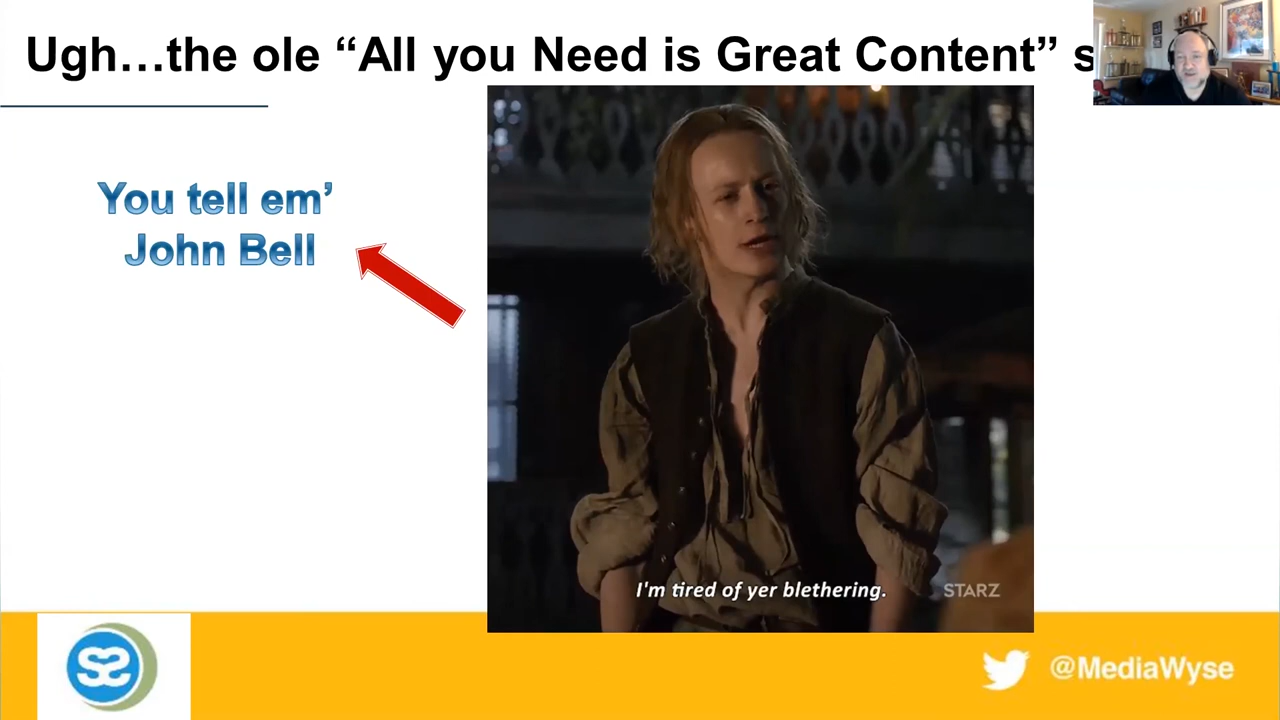 Ugh…the ole “All you Need is Great Content” s
You tell em’
John Bell
I'm tired of yer blethering.
STARZ
@MediaWyse